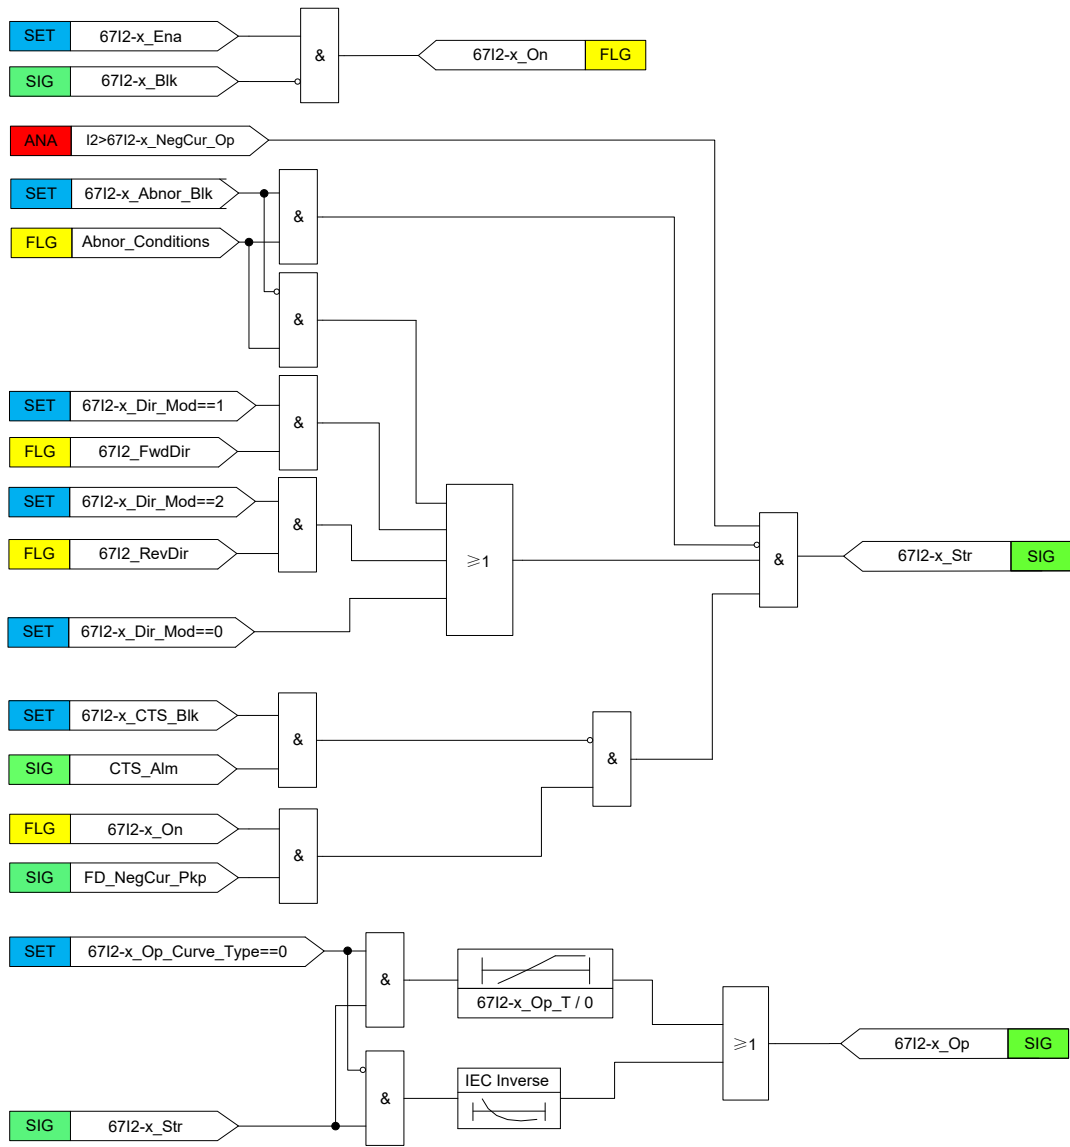 SET 67I2-x_Ena
&
67I2-x_On FLG
SIG 67I2-x_Blk
ANA I2>67I2-x_NegCur_Op
SET 67I2-x_Abnor_Blk
&
FLG Abnor_Conditions
&
SET 67I2-x_Dir_Mod==1
&
FLG 67I2_FwdDir
SET 67I2-x_Dir_Mod==2
&
FLG 67I2_RevDir
≥1
&
67I2-x_Str SIG
SET 67I2-x_Dir_Mod==0
SET 67I2-x_CTS_Blk
&
SIG CTS_Alm
&
FLG 67I2-x_On
&
SIG FD_NegCur_Pkp
SET 67I2-x_Op_Curve_Type==0
&
67I2-x_Op_T / 0
≥1
67I2-x_Op SIG
IEC Inverse
&
SIG 67I2-x_Str